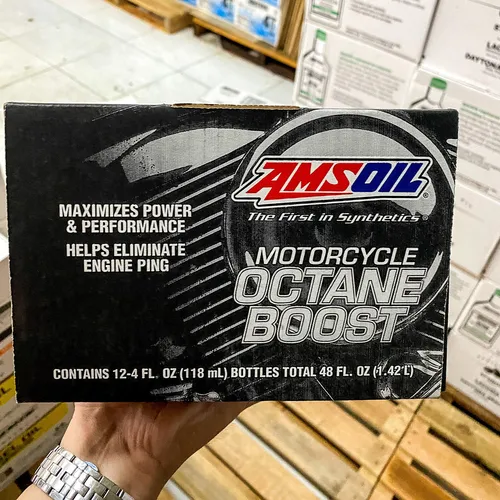 AMSOIL®
The First in Synthetics
MAXIMIZES POWER
& PERFORMANCE
HELPS ELIMINATE
ENGINE PING
MOTORCYCLE
OCTANE
BOOST
CONTAINS 12-4 FL. OZ (118 mL) BOTTLES TOTAL 48 FL. OZ (1.42 L)